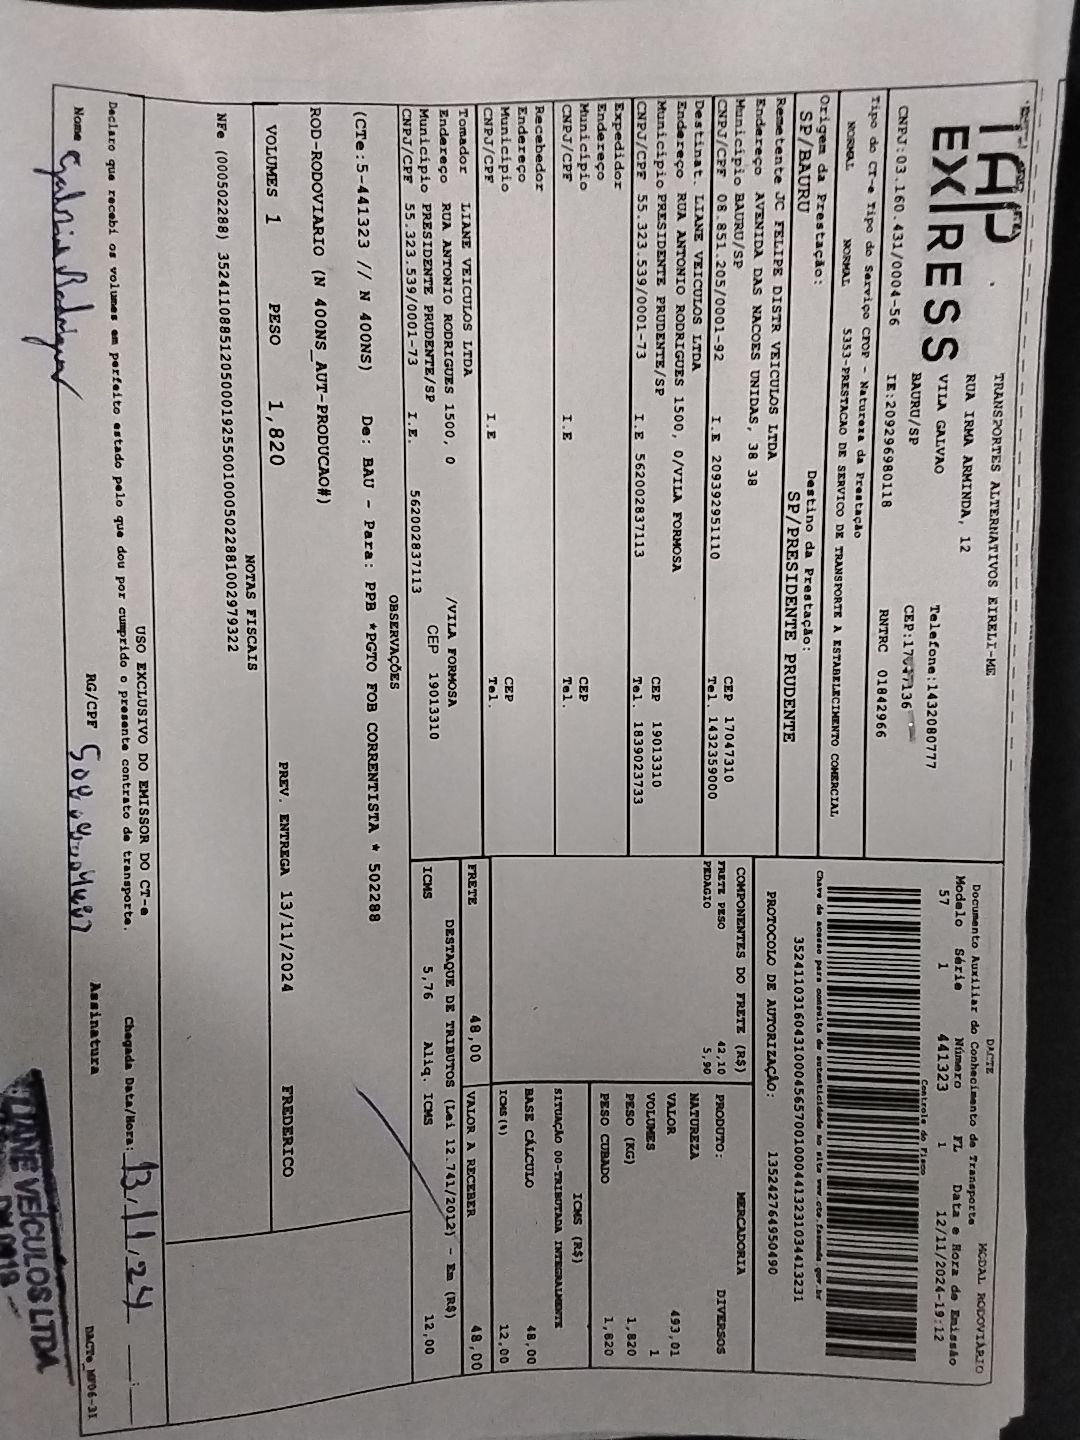 TAP EXPRESS
TRANSPORTES ALTERNATIVOS EIRELI-ME
RUA IRMA ARMINDA, 12
VILA GALVAO
Telefone:1432080777
BAURU/SP
CNPJ:03.160.431/0004-56 IE:209296980118 RNTRC 01842966
Tipo do CT-e Tipo do Serviço CFOP - Natureza da Prestação
NORMAL NORMAL 5353-PRESTACAO DE SERVICO DE TRANSPORTE A ESTABELECIMENTO COMERCIAL
Origem da Prestação: Destino da Prestação:
SP/BAURU SP/PRESIDENTE PRUDENTE
Remetente JC FELIPE DISTR VEICULOS LTDA
Endereço AVENIDA DAS NACOES UNIDAS, 38 38
Município BAURU/SP CEP 17047310
CNPJ/CPF 08.851.205/0001-92 I.E 209392951110 Tel. 1432359000
Destinat. LIANE VEICULOS LTDA
Endereço RUA ANTONIO RODRIGUES 1500, 0/VILA FORMOSA
Município PRESIDENTE PRUDENTE/SP CEP 19013310
CNPJ/CPF 55.323.539/0001-73 I.E 562002837113 Tel. 1839023733
Expedidor
Endereço
Município CEP
CNPJ/CPF I.E Tel.
Recebedor
Endereço
Município CEP
CNPJ/CPF I.E Tel.
Tomador LIANE VEICULOS LTDA
Endereço RUA ANTONIO RODRIGUES 1500, 0 /VILA FORMOSA
Município PRESIDENTE PRUDENTE/SP CEP 19013310
CNPJ/CPF 55.323.539/0001-73 I.E. 562002837113
DACTE MODAL RODOVIÁRIO
Documento Auxiliar do Conhecimento de Transporte
Modelo Série Número FL Data e Hora de Emissão
57 1 441323 1 12/11/2024-19:12
Controle do Fisco
Chave de acesso para consulta de autenticidade no site www.cte.fazenda.gov.br
35241103160431000456570010004413231034413231
PROTOCOLO DE AUTORIZAÇÃO: 135242764950490
COMPONENTES DO FRETE (R$)
FRETE PESO 42,10
PEDAGIO 5,90
MERCADORIA
PRODUTO: DIVERSOS
NATUREZA
VALOR 493,01
VOLUMES 1
PESO (KG) 1,820
PESO CUBADO 1,820
ICMS (R$)
SITUAÇÃO 00-TRIBUTADA INTEGRALMENTE
BASE CÁLCULO 48,00
ICMS(%) 12,00
FRETE 48,00 VALOR A RECEBER 48,00
DESTAQUE DE TRIBUTOS (Lei 12.741/2012) - Em (R$)
ICMS 5,76 Aliq. ICMS 12,00
OBSERVAÇÕES
(CTe:5-441323 // N 400NS) De: BAU - Para: PPB *PGTO FOB CORRENTISTA * 502288
ROD-RODOVIARIO (N 400NS_AUT-PRODUCAO#)
VOLUMES 1 PESO 1,820 PREV. ENTREGA 13/11/2024 FREDERICO
NOTAS FISCAIS
NFe (000502288) 35241108851205000192550010005022881002979322
USO EXCLUSIVO DO EMISSOR DO CT-e
Declaro que recebi os volumes em perfeito estado pelo que dou por cumprido o presente contrato de transporte. Chegada Data/Hora: 13/11/24 __:__
Nome Gabriel Rodrigues RG/CPF Assinatura
DACTe_MF06-3I
LIANE VEÍCULOS LTDA